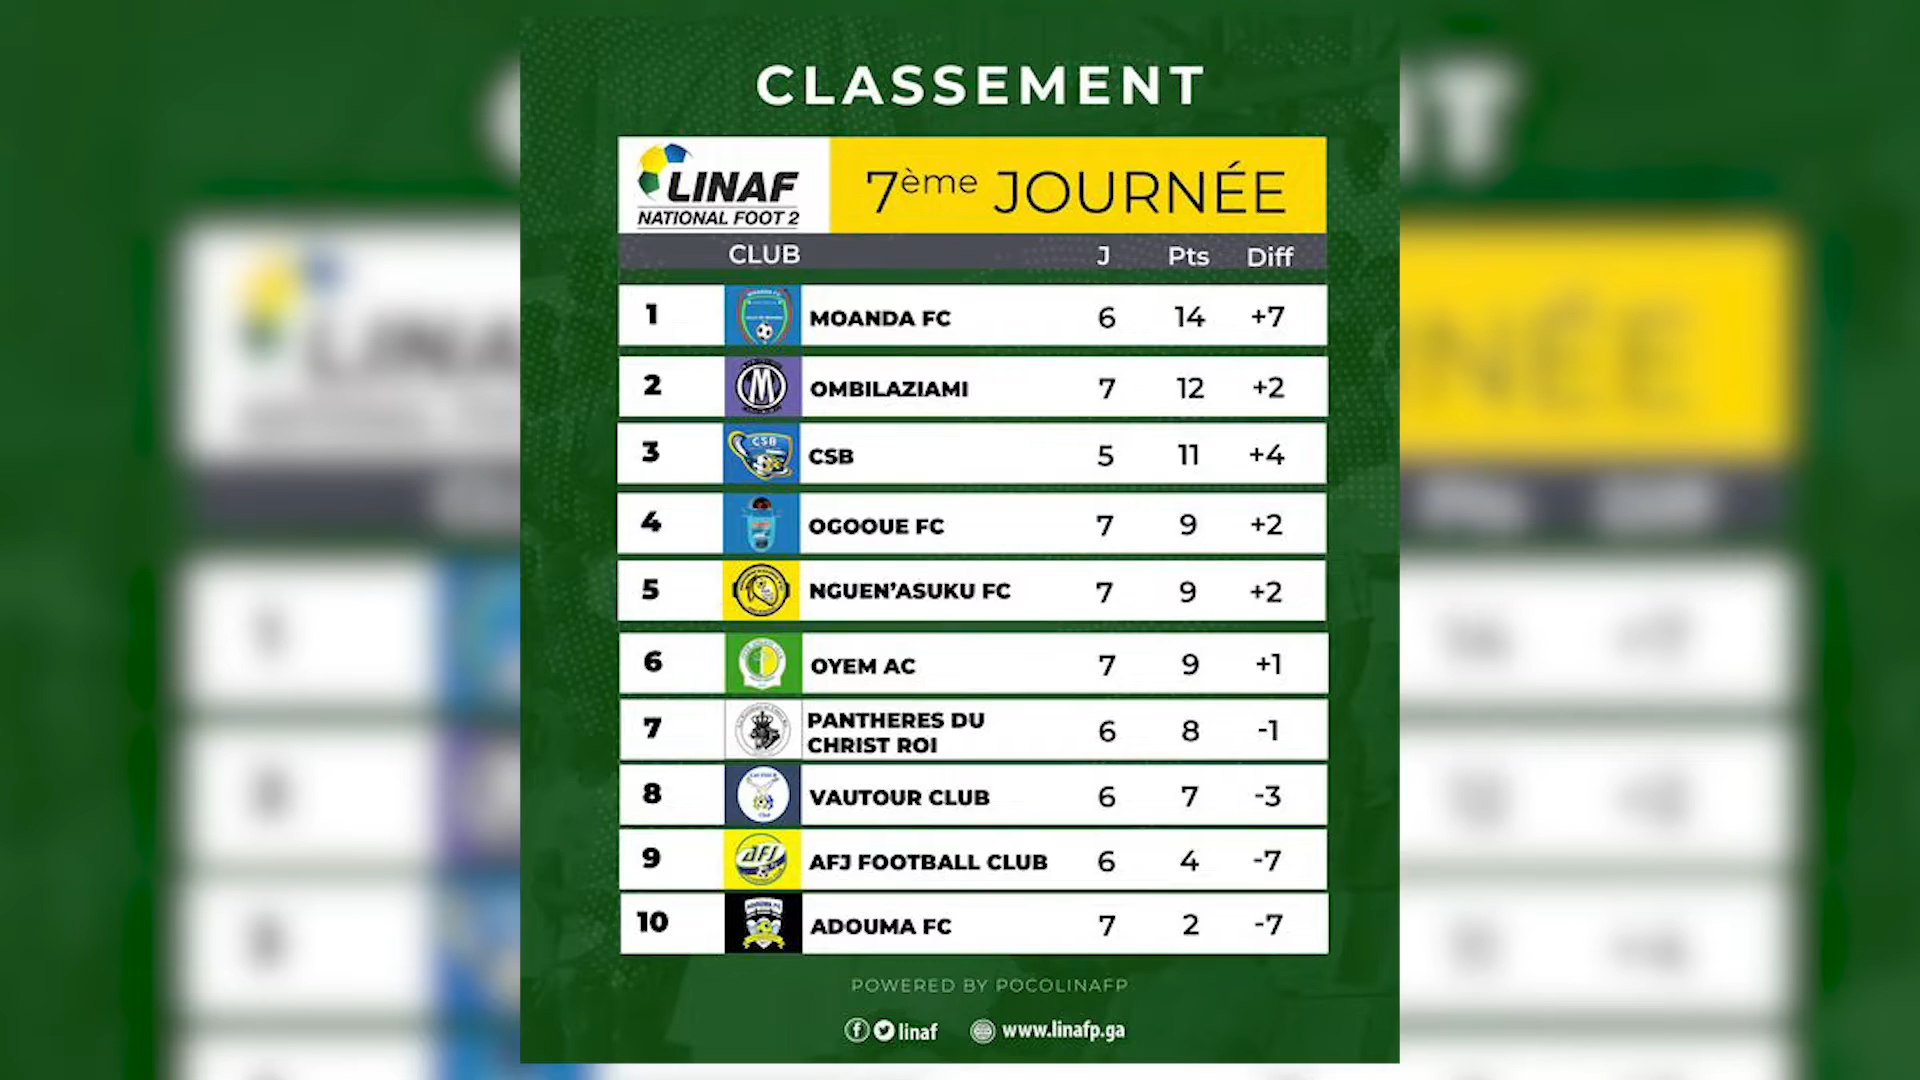 CLASSEMENT
LINAF
NATIONAL FOOT 2
7ème JOURNÉE
CLUB J Pts Diff
1 MOANDA FC 6 14 +7
2 M OMBILAZIAMI 7 12 +2
3 CSB CSB 5 11 +4
4 OGOOUE FC 7 9 +2
5 NGUEN'ASUKU FC 7 9 +2
6 OYEM AC 7 9 +1
7 PANTHERES DU
CHRIST ROI 6 8 -1
8 VAUTOUR CLUB 6 7 -3
9 AFJ AFJ FOOTBALL CLUB 6 4 -7
10 ADOUMA FC 7 2 -7
POWERED BY POCOLINAFP
linaf www.linafp.ga